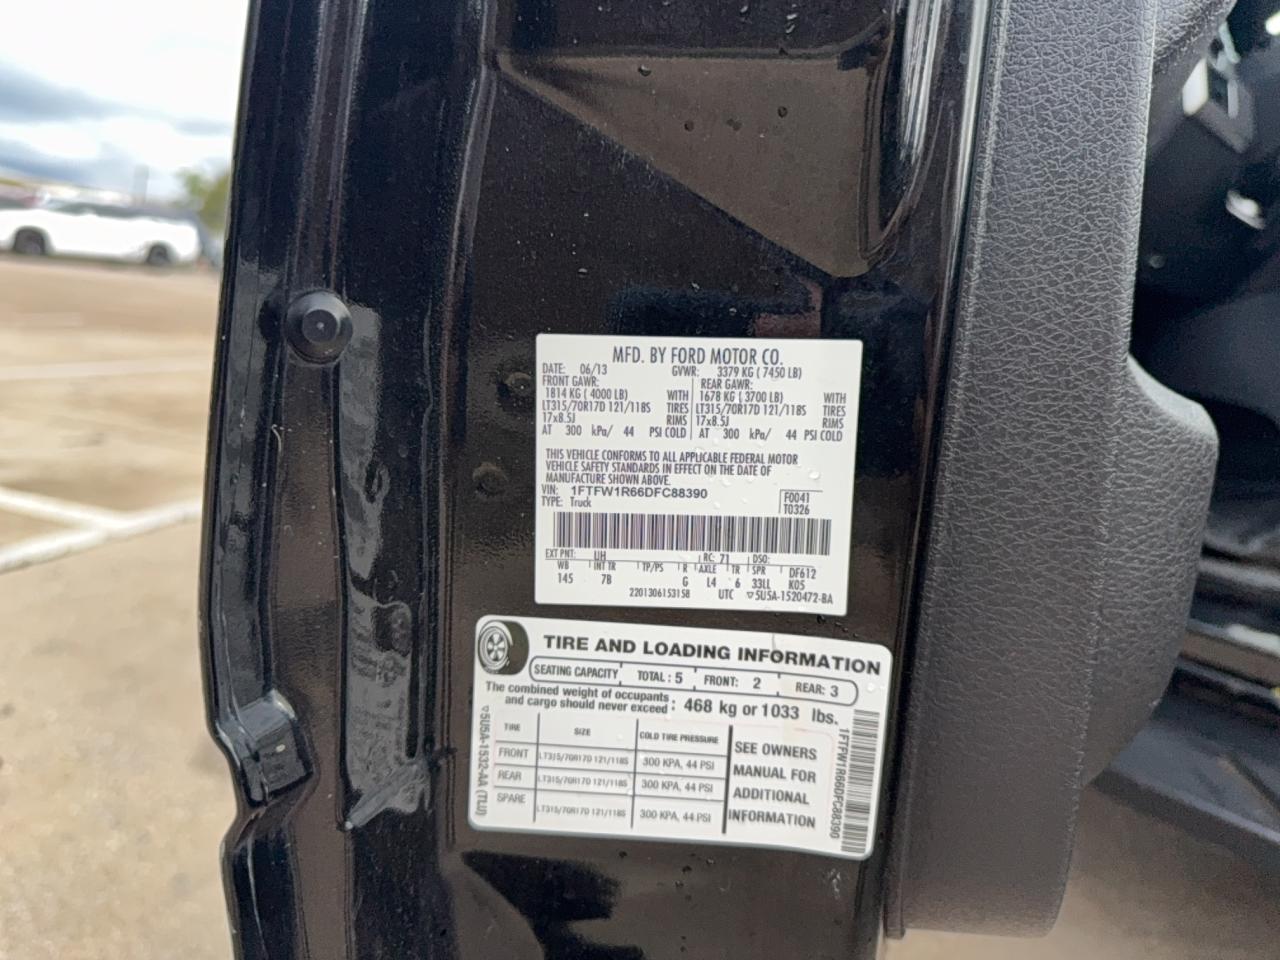 MFD. BY FORD MOTOR CO.
DATE: 06/13 GVWR: 3379 KG ( 7450 LB)
FRONT GAWR: REAR GAWR:
1814 KG ( 4000 LB) WITH 1678 KG ( 3700 LB) WITH
LT315/70R17D 121/118S TIRES LT315/70R17D 121/118S TIRES
17x8.5J RIMS 17x8.5J RIMS
AT 300 kPa/ 44 PSI COLD AT 300 kPa/ 44 PSI COLD
THIS VEHICLE CONFORMS TO ALL APPLICABLE FEDERAL MOTOR
VEHICLE SAFETY STANDARDS IN EFFECT ON THE DATE OF
MANUFACTURE SHOWN ABOVE.
VIN: 1FTFW1R66DFC88390 F0041
TYPE: Truck T0326
EXT PNT: UH RC: 71 DSO:
WB INT TR TP/PS R AXLE TR SPR DF612
145 7B G L4 6 33LL K05
2201306153158 UTC ▽5U5A-1520472-BA
TIRE AND LOADING INFORMATION
SEATING CAPACITY TOTAL : 5 FRONT: 2 REAR: 3
The combined weight of occupants
and cargo should never exceed : 468 kg or 1033 lbs.
TIRE SIZE COLD TIRE PRESSURE
FRONT LT315/70R17D 121/118S 300 KPA, 44 PSI
REAR LT315/70R17D 121/118S 300 KPA, 44 PSI
SPARE LT315/70R17D 121/118S 300 KPA, 44 PSI
SEE OWNERS
MANUAL FOR
ADDITIONAL
INFORMATION
▽5U5A-1532-AA (TLU)
1FTFW1R66DFC88390